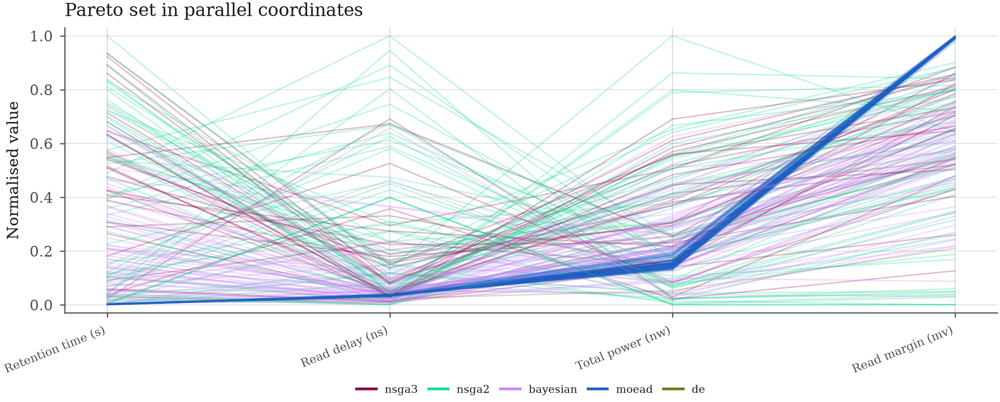 Pareto set in parallel coordinates
Normalised value
1.0
0.8
0.6
0.4
0.2
0.0
Retention time (s)
Read delay (ns)
Total power (nw)
Read margin (mv)
nsga3 nsga2 bayesian moead de